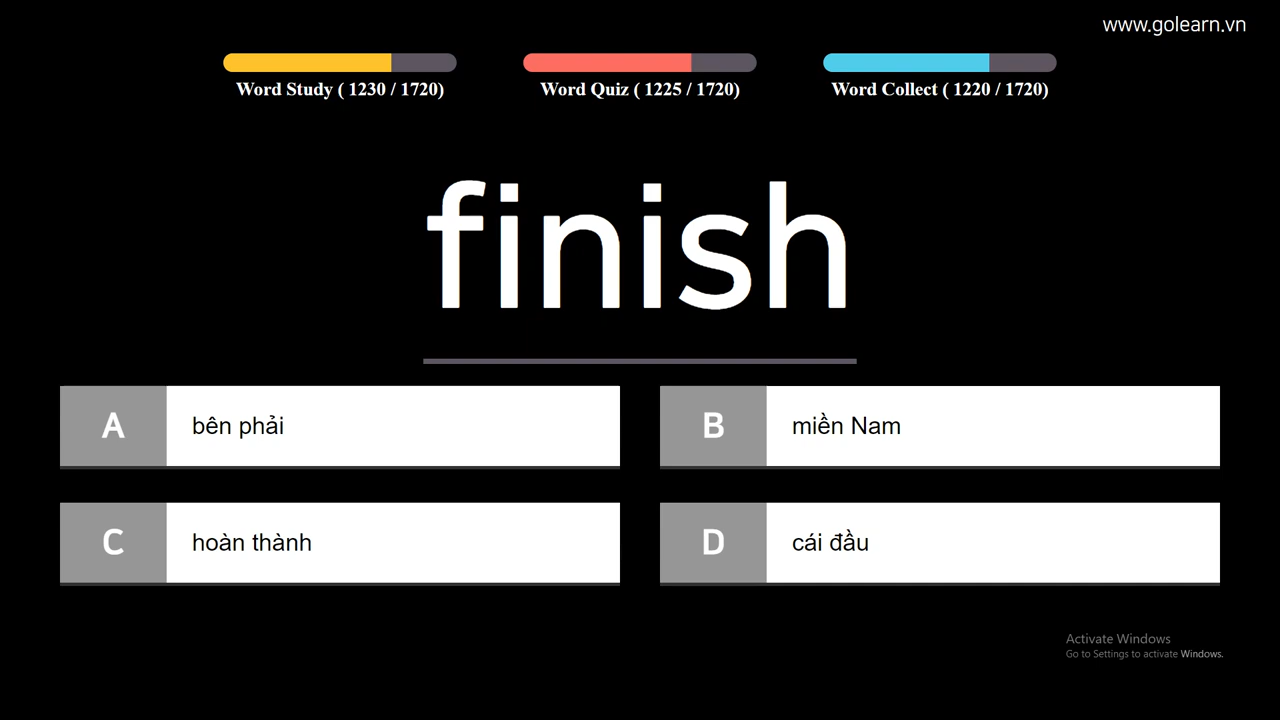 www.golearn.vn
Word Study ( 1230 / 1720)
Word Quiz ( 1225 / 1720)
Word Collect ( 1220 / 1720)
finish
A bên phải
B miền Nam
C hoàn thành
D cái đầu
Activate Windows
Go to Settings to activate Windows.